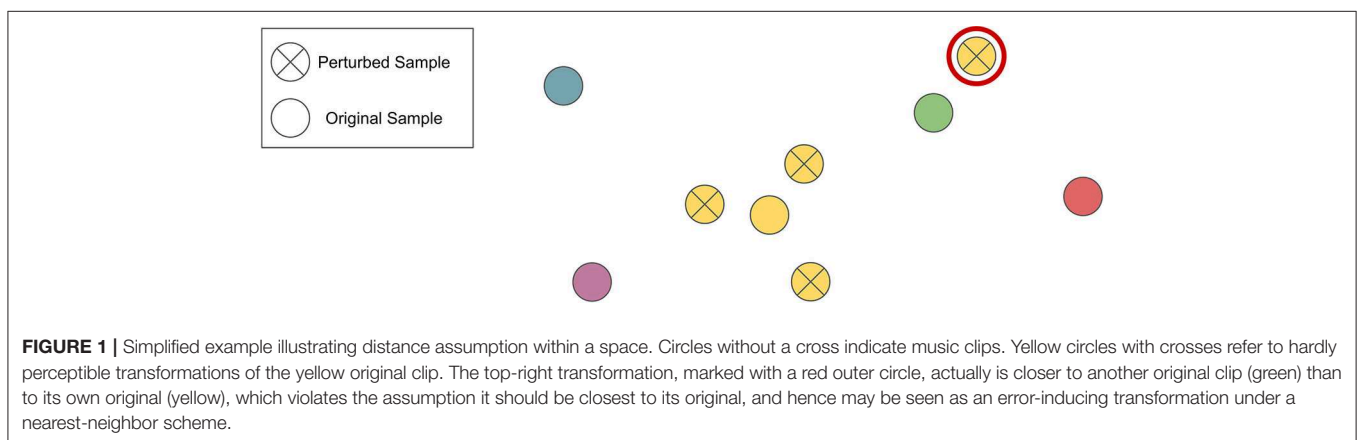 Perturbed Sample
Original Sample
FIGURE 1 | Simplified example illustrating distance assumption within a space. Circles without a cross indicate music clips. Yellow circles with crosses refer to hardly
perceptible transformations of the yellow original clip. The top-right transformation, marked with a red outer circle, actually is closer to another original clip (green) than
to its own original (yellow), which violates the assumption it should be closest to its original, and hence may be seen as an error-inducing transformation under a
nearest-neighbor scheme.